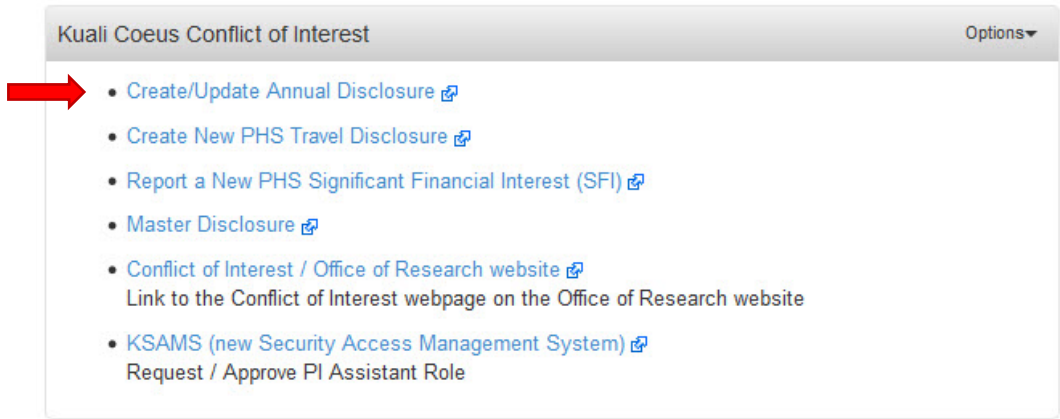 Kuali Coeus Conflict of Interest Options
Create/Update Annual Disclosure
Create New PHS Travel Disclosure
Report a New PHS Significant Financial Interest (SFI)
Master Disclosure
Conflict of Interest / Office of Research website
Link to the Conflict of Interest webpage on the Office of Research website
KSAMS (new Security Access Management System)
Request / Approve PI Assistant Role